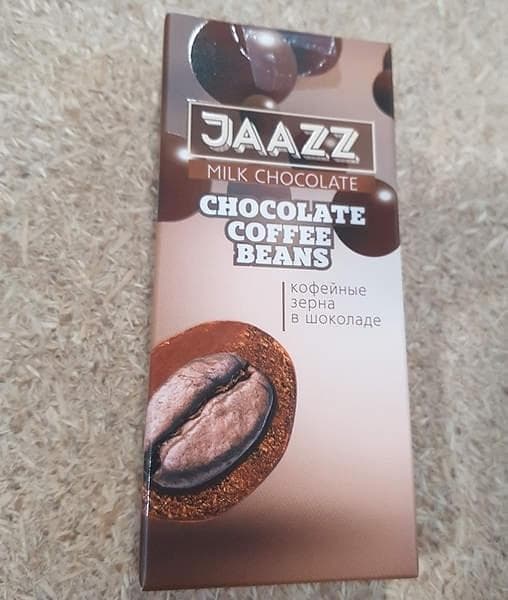 JAAZZ
MILK CHOCOLATE
CHOCOLATE
COFFEE
BEANS
кофейные
зерна
в шоколаде